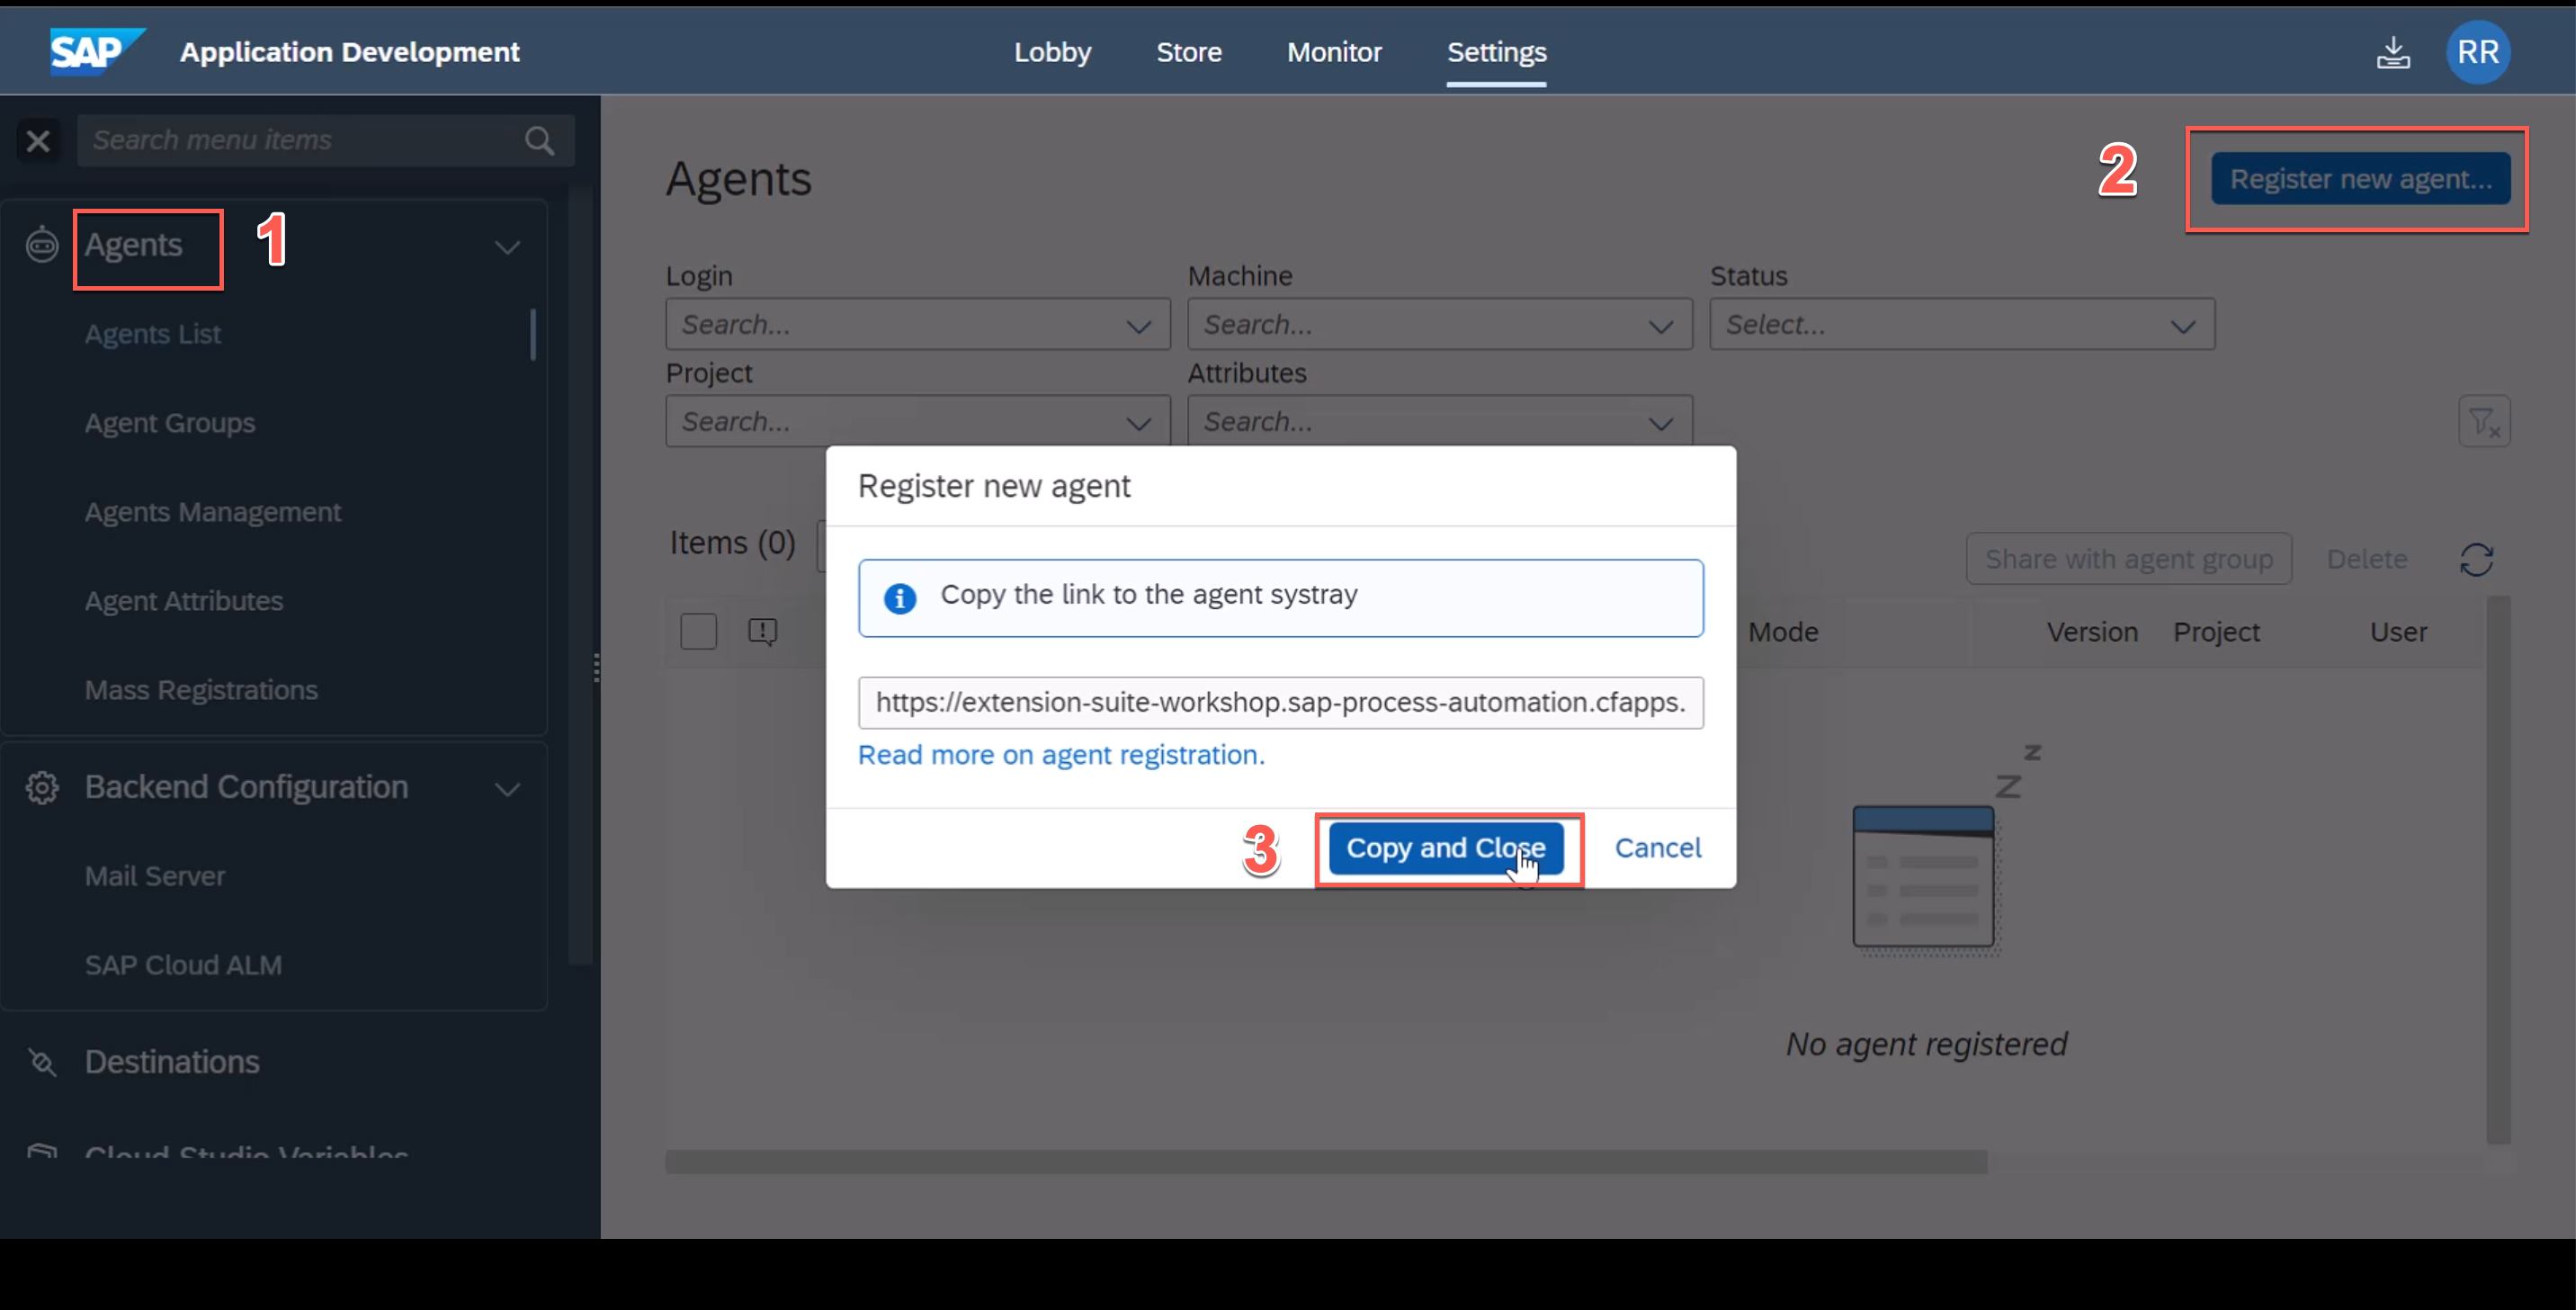 SAP Application Development Lobby Store Monitor Settings RR
Search menu items
Agents 1
Agents List
Agent Groups
Agents Management
Agent Attributes
Mass Registrations
Backend Configuration
Mail Server
SAP Cloud ALM
Destinations
Cloud Studio Variables
Agents 2 Register new agent...
Login Machine Status
Search... Search... Select...
Project Attributes
Search... Search...
Items (0) Share with agent group Delete
Mode Version Project User
Register new agent
Copy the link to the agent systray
https://extension-suite-workshop.sap-process-automation.cfapps.
Read more on agent registration.
3 Copy and Close Cancel
z
Z
No agent registered